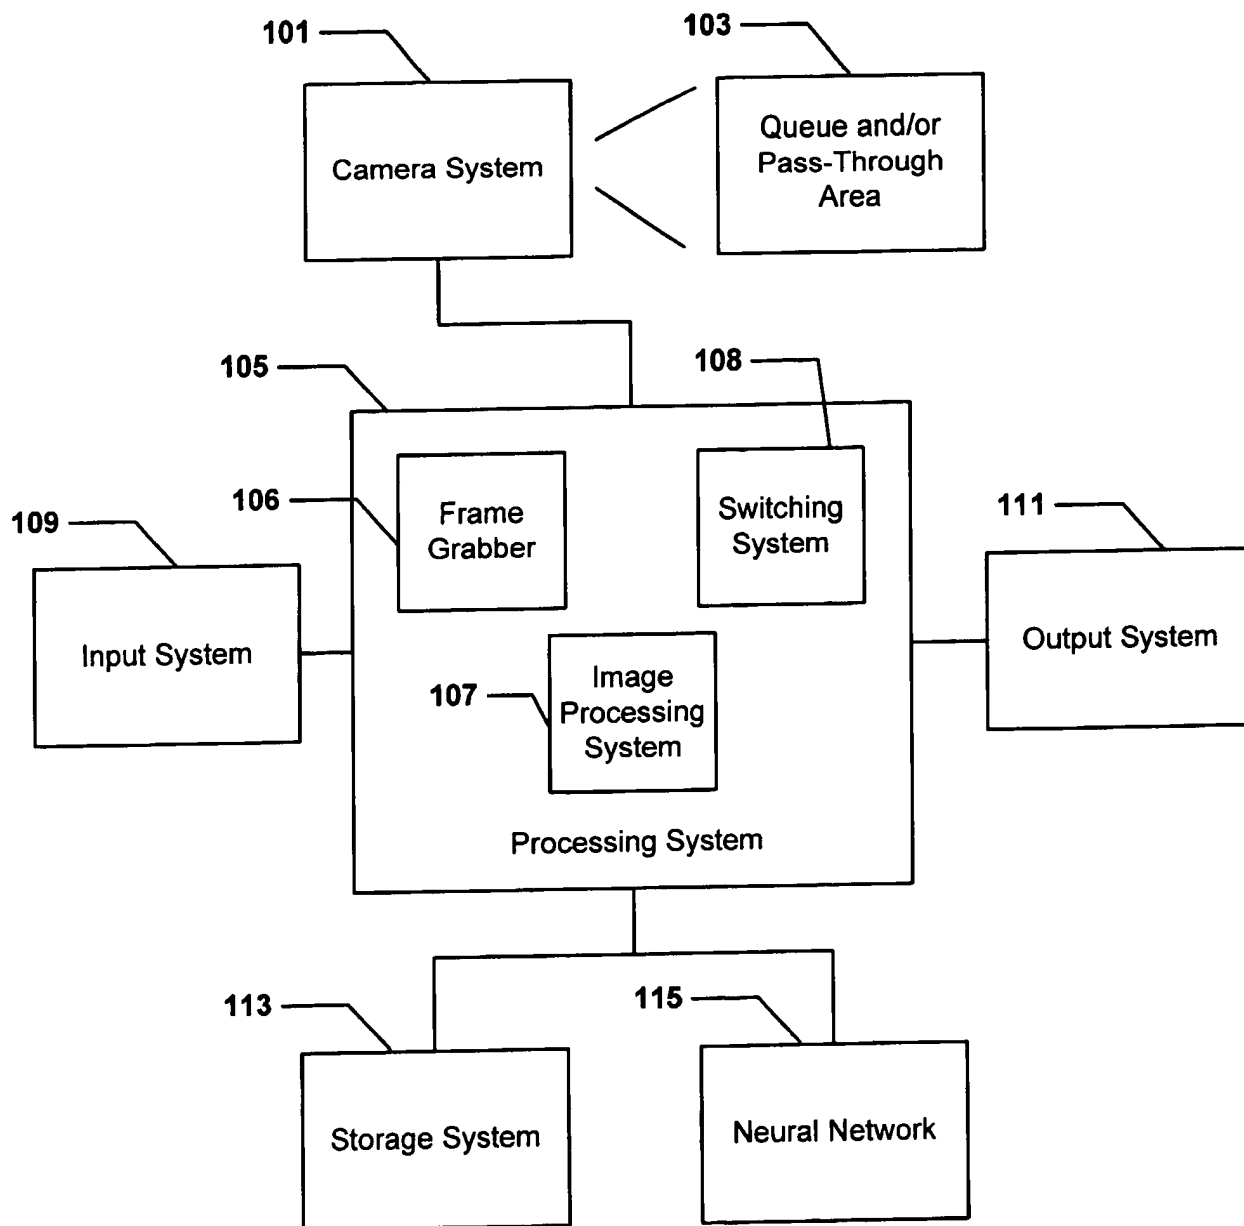 101
103
Camera System
Queue and/or
Pass-Through
Area
105
108
106
Frame
Grabber
Switching
System
109
111
Input System
Output System
107
Image
Processing
System
Processing System
113
115
Storage System
Neural Network